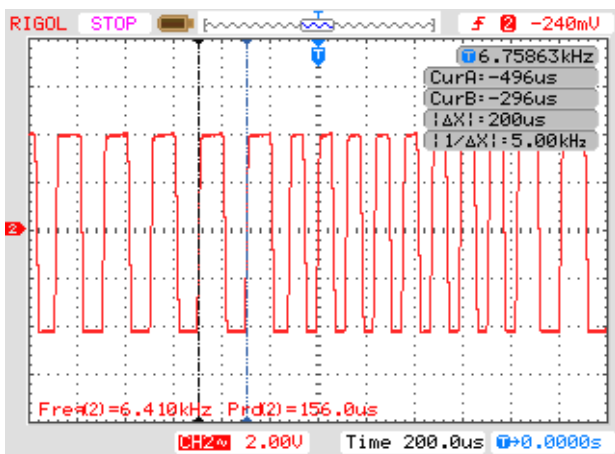 RIGOL STOP T f 2 -240mV
T 6.75863kHz
CurA:-496us
CurB:-296us
|ΔX|:200us
|1/ΔX|:5.00kHz
T
2
Freq(2)=6.410kHz Prd(2)=156.0us
CH2~ 2.00V Time 200.0us T→0.0000s